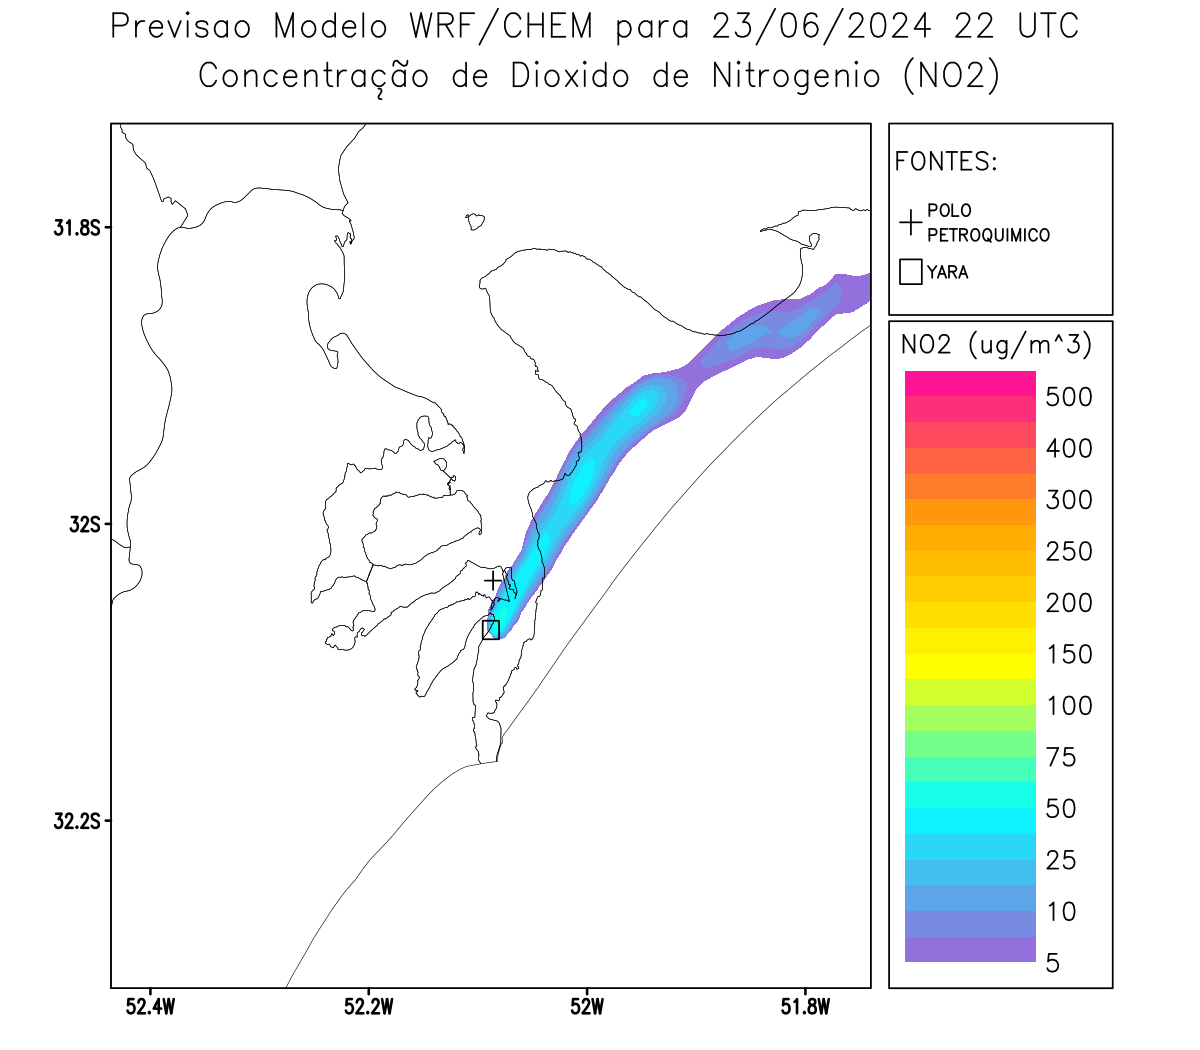 Previsao Modelo WRF/CHEM para 23/06/2024 22 UTC
Concentração de Dioxido de Nitrogenio (NO2)
FONTES:
POLO
PETROQUIMICO
YARA
NO2 (ug/m^3)
500
400
300
250
200
150
100
75
50
25
10
5
31.8S
32S
32.2S
52.4W
52.2W
52W
51.8W